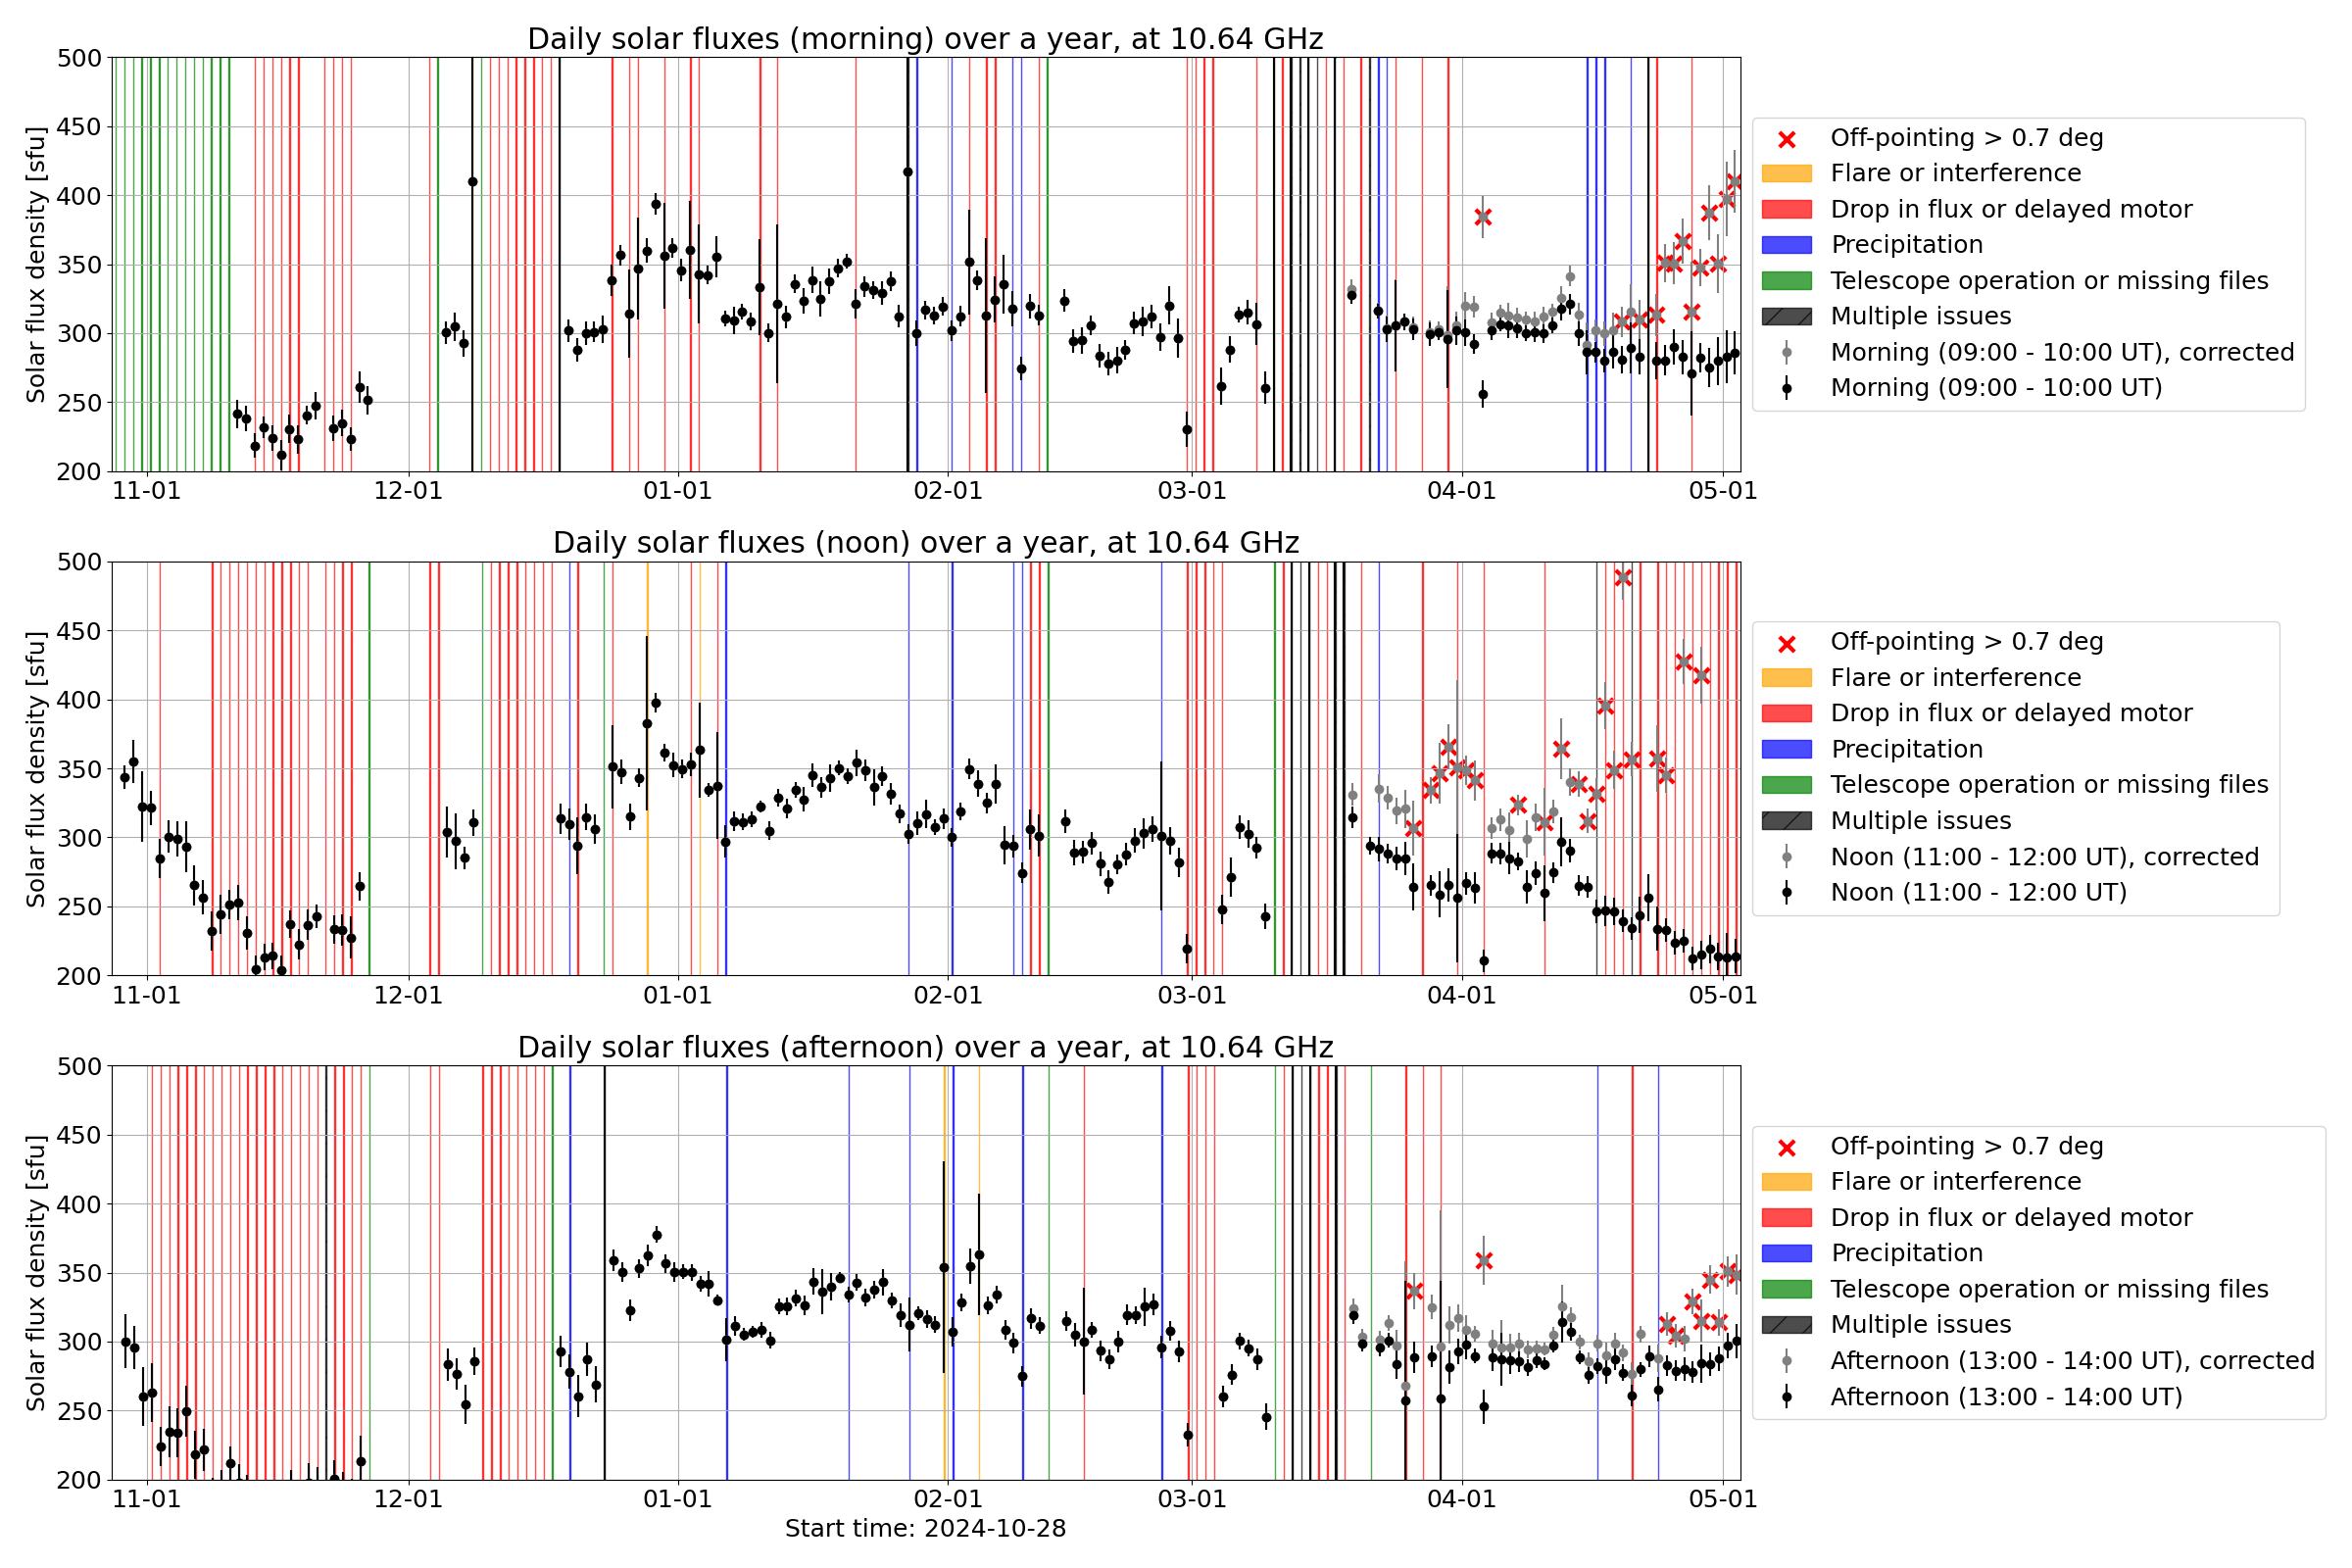 Daily solar fluxes (morning) over a year, at 10.64 GHz
Solar flux density [sfu]
500
450
400
350
300
250
200
11-01 12-01 01-01 02-01 03-01 04-01 05-01
Off-pointing > 0.7 deg
Flare or interference
Drop in flux or delayed motor
Precipitation
Telescope operation or missing files
Multiple issues
Morning (09:00 - 10:00 UT), corrected
Morning (09:00 - 10:00 UT)
Daily solar fluxes (noon) over a year, at 10.64 GHz
Solar flux density [sfu]
500
450
400
350
300
250
200
11-01 12-01 01-01 02-01 03-01 04-01 05-01
Off-pointing > 0.7 deg
Flare or interference
Drop in flux or delayed motor
Precipitation
Telescope operation or missing files
Multiple issues
Noon (11:00 - 12:00 UT), corrected
Noon (11:00 - 12:00 UT)
Daily solar fluxes (afternoon) over a year, at 10.64 GHz
Solar flux density [sfu]
500
450
400
350
300
250
200
11-01 12-01 01-01 02-01 03-01 04-01 05-01
Start time: 2024-10-28
Off-pointing > 0.7 deg
Flare or interference
Drop in flux or delayed motor
Precipitation
Telescope operation or missing files
Multiple issues
Afternoon (13:00 - 14:00 UT), corrected
Afternoon (13:00 - 14:00 UT)